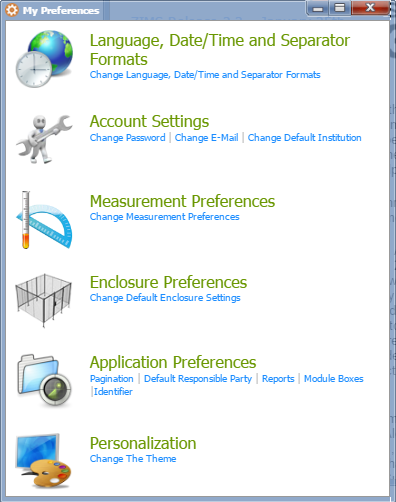 My Preferences
Language, Date/Time and Separator
Formats
Change Language, Date/Time and Separator Formats
Account Settings
Change Password | Change E-Mail | Change Default Institution
Measurement Preferences
Change Measurement Preferences
Enclosure Preferences
Change Default Enclosure Settings
Application Preferences
Pagination | Default Responsible Party | Reports | Module Boxes
|Identifier
Personalization
Change The Theme